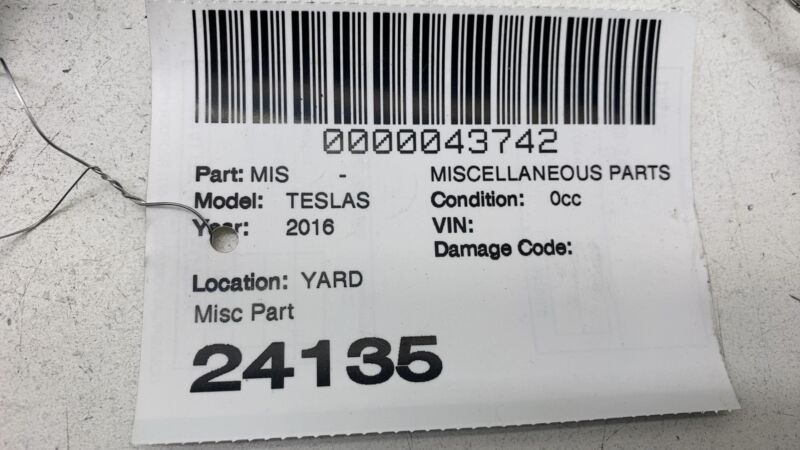 0000043742
Part: MIS - MISCELLANEOUS PARTS
Model: TESLAS Condition: 0cc
Year: 2016 VIN:
Damage Code:
Location: YARD
Misc Part
24135